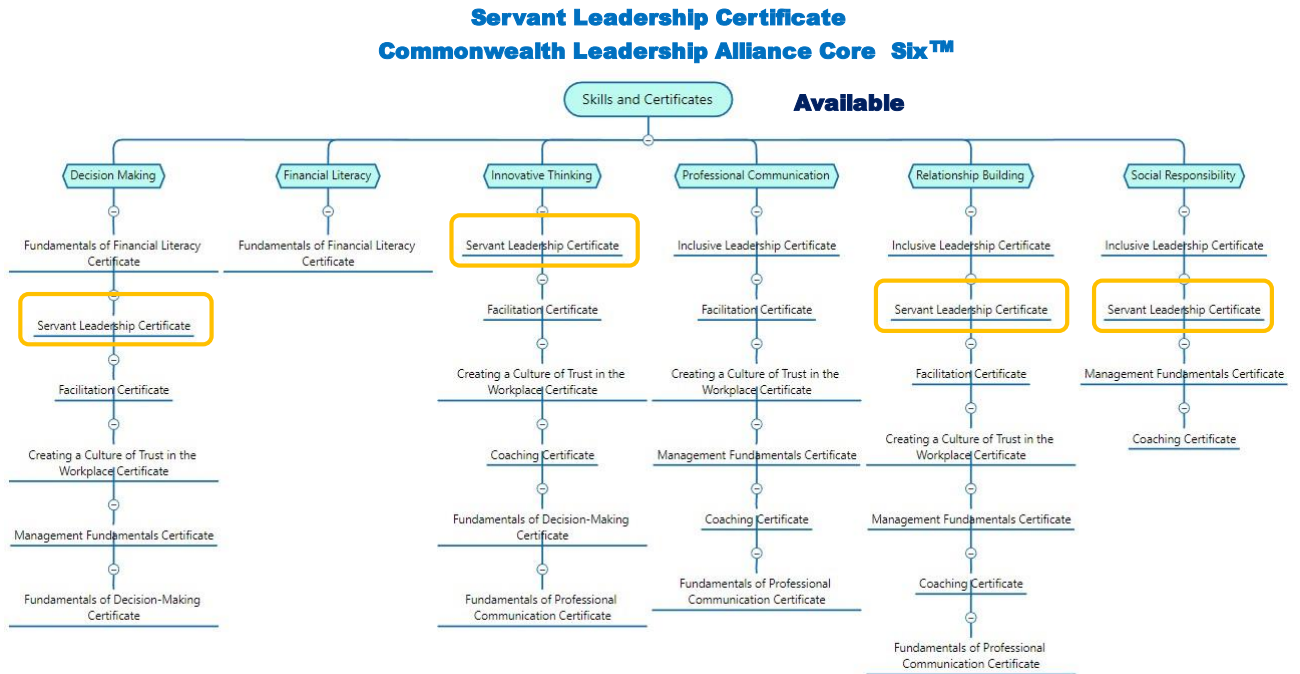 Servant Leadership Certificate
Commonwealth Leadership Alliance Core Six™
Skills and Certificates
Available
Decision Making
Fundamentals of Financial Literacy
Certificate
Servant Leadership Certificate
Facilitation Certificate
Creating a Culture of Trust in the
Workplace Certificate
Management Fundamentals Certificate
Fundamentals of Decision-Making
Certificate
Financial Literacy
Fundamentals of Financial Literacy
Certificate
Innovative Thinking
Servant Leadership Certificate
Facilitation Certificate
Creating a Culture of Trust in the
Workplace Certificate
Coaching Certificate
Fundamentals of Decision-Making
Certificate
Fundamentals of Professional
Communication Certificate
Professional Communication
Inclusive Leadership Certificate
Facilitation Certificate
Creating a Culture of Trust in the
Workplace Certificate
Management Fundamentals Certificate
Coaching Certificate
Fundamentals of Professional
Communication Certificate
Relationship Building
Inclusive Leadership Certificate
Servant Leadership Certificate
Facilitation Certificate
Creating a Culture of Trust in the
Workplace Certificate
Management Fundamentals Certificate
Coaching Certificate
Fundamentals of Professional
Communication Certificate
Social Responsibility
Inclusive Leadership Certificate
Servant Leadership Certificate
Management Fundamentals Certificate
Coaching Certificate